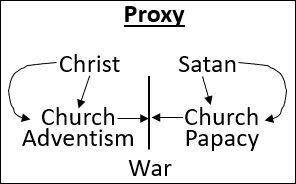 Proxy
Christ Satan
Church Church
Adventism Papacy
War